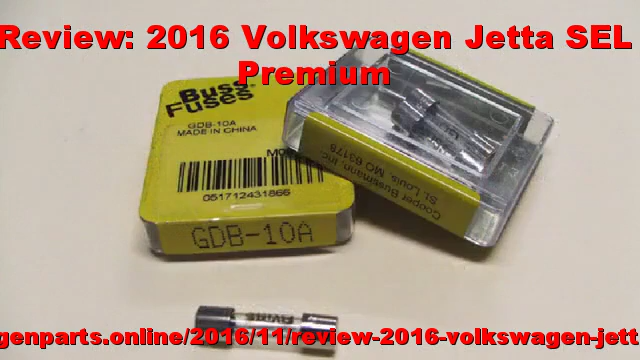 Review: 2016 Volkswagen Jetta SEL
Premium
Buss®
Fuses
GDB-10A
MADE IN CHINA
051712431866
GDB-10A
Cooper Bussmann, Inc.
St. Louis, MO 63178
genparts.online/2016/11/review-2016-volkswagen-jett